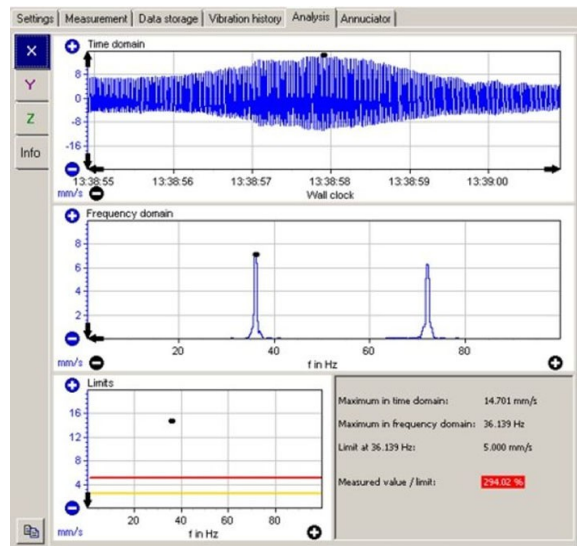 Settings Measurement Data storage Vibration history Analysis Annuciator
X
Y
Z
Info
Time domain
8
0
-8
-16
mm/s
13:38:55 13:38:56 13:38:57 13:38:58 13:38:59 13:39:00
Wall clock
Frequency domain
8
6
4
2
mm/s
20 40 60 80
f in Hz
Limits
16
12
8
4
mm/s
20 40 60 80
f in Hz
Maximum in time domain: 14.701 mm/s
Maximum in frequency domain: 36.139 Hz
Limit at 36.139 Hz: 5.000 mm/s
Measured value / limit: 294.02 %